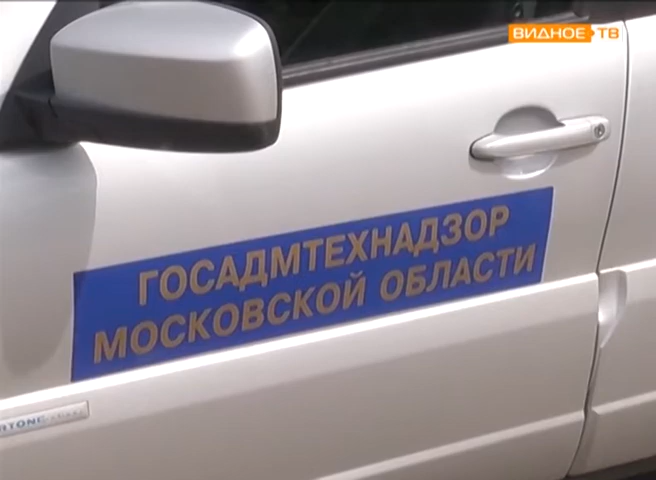 ВИДНОЕ ТВ
ГОСАДМТЕХНАДЗОР
МОСКОВСКОЙ ОБЛАСТИ